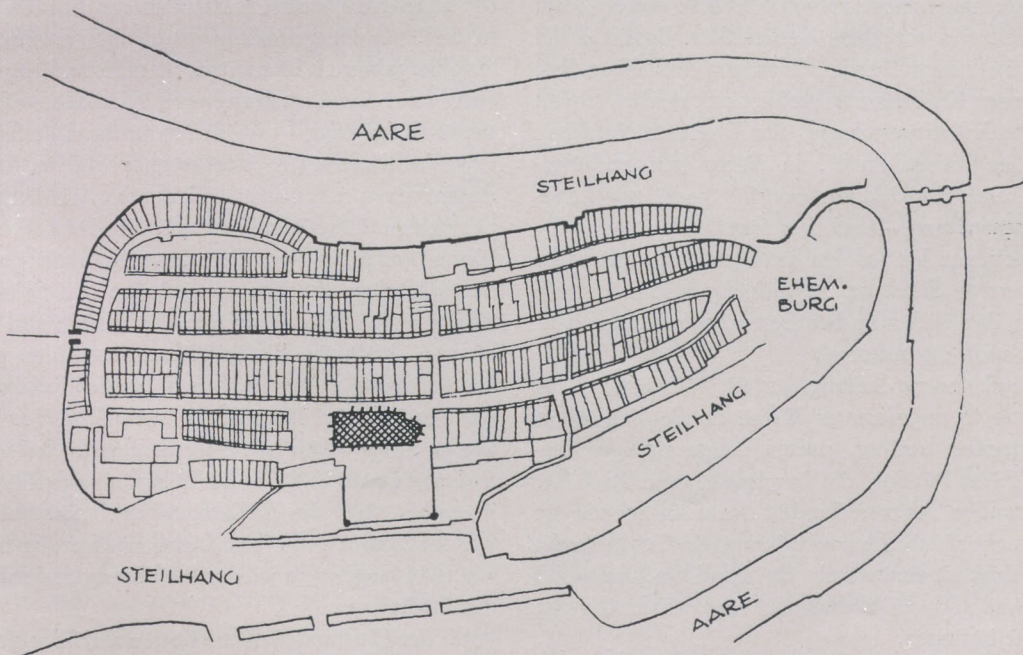 AARE
STEILHANG
EHEM.
BURG
STEILHANG
STEILHANG
AARE